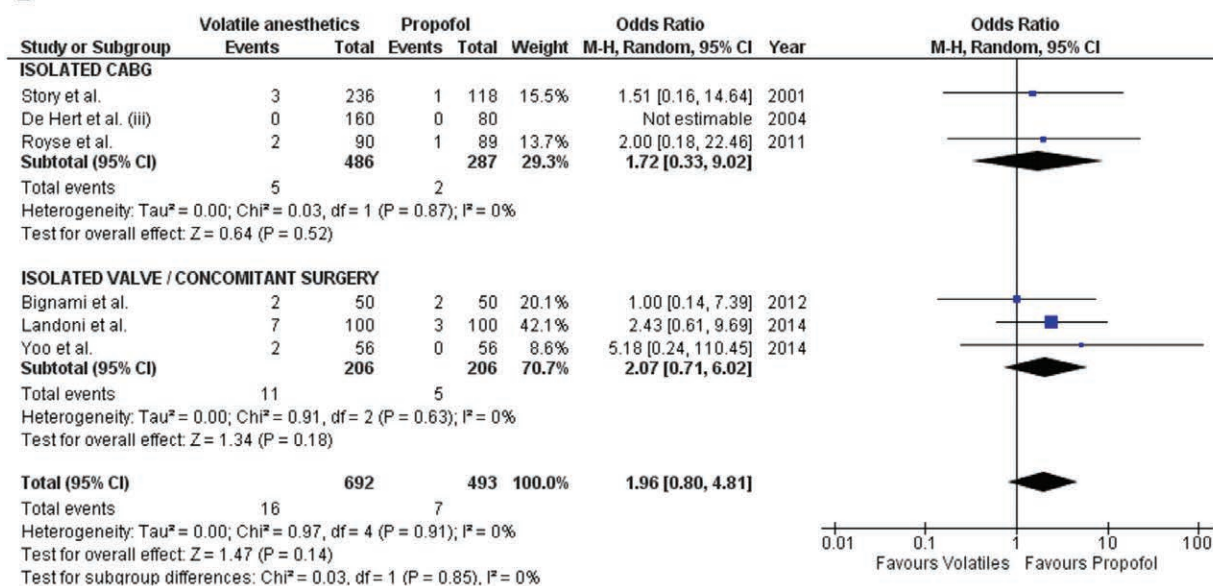 Volatile anesthetics Propofol Odds Ratio Odds Ratio
Study or Subgroup Events Total Events Total Weight M-H, Random, 95% CI Year M-H, Random, 95% CI
ISOLATED CABG
Story et al. 3 236 1 118 15.5% 1.51 [0.16, 14.64] 2001
De Hert et al. (iii) 0 160 0 80 Not estimable 2004
Royse et al. 2 90 1 89 13.7% 2.00 [0.18, 22.46] 2011
Subtotal (95% CI) 486 287 29.3% 1.72 [0.33, 9.02]
Total events 5 2
Heterogeneity: Tau² = 0.00; Chi² = 0.03, df = 1 (P = 0.87); I² = 0%
Test for overall effect: Z = 0.64 (P = 0.52)
ISOLATED VALVE / CONCOMITANT SURGERY
Bignami et al. 2 50 2 50 20.1% 1.00 [0.14, 7.39] 2012
Landoni et al. 7 100 3 100 42.1% 2.43 [0.61, 9.69] 2014
Yoo et al. 2 56 0 56 8.6% 5.18 [0.24, 110.45] 2014
Subtotal (95% CI) 206 206 70.7% 2.07 [0.71, 6.02]
Total events 11 5
Heterogeneity: Tau² = 0.00; Chi² = 0.91, df = 2 (P = 0.63); I² = 0%
Test for overall effect: Z = 1.34 (P = 0.18)
Total (95% CI) 692 493 100.0% 1.96 [0.80, 4.81]
Total events 16 7
Heterogeneity: Tau² = 0.00; Chi² = 0.97, df = 4 (P = 0.91); I² = 0%
Test for overall effect: Z = 1.47 (P = 0.14)
Test for subgroup differences: Chi² = 0.03, df = 1 (P = 0.85), I² = 0%
0.01 0.1 1 10 100
Favours Volatiles Favours Propofol